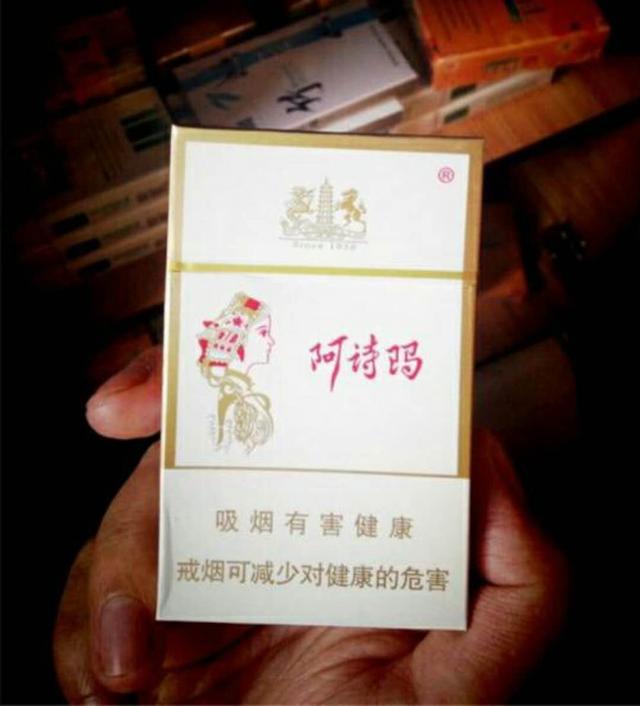 ®
Since 1938
阿诗玛
吸烟有害健康
戒烟可减少对健康的危害